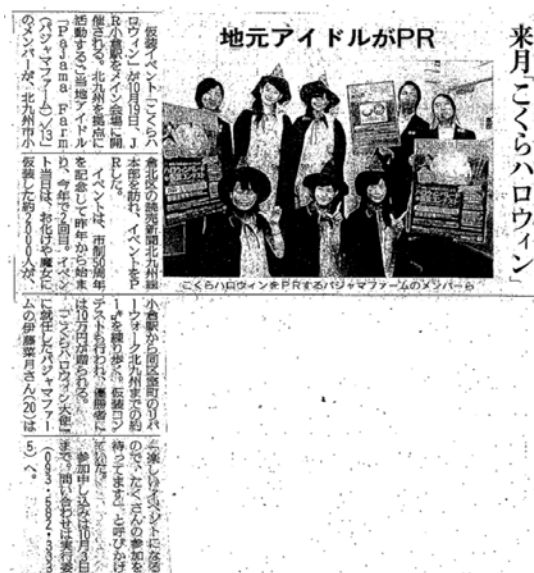 来月「こくらハロウィン」
地元アイドルがPR
こくらハロウィンをPRするパジャマファームのメンバーら
仮装イベント「こくらハ
ロウィン」が10月19日、J
R小倉駅をメイン会場に開
催される。北九州を拠点に
活動するご当地アイドル
「Pajama Farm
(パジャマファーム)/13」
のメンバーが、北九州市小
倉北区の読売新聞北九州総
本部を訪れ、イベントをP
Rした。
イベントは、市制50周年
を記念して昨年から始ま
り、今年で2回目。イベン
ト当日は、お化けや魔女に
仮装した約2000人が、
小倉駅から同区室町のリバ
ーウォーク北九州までの約
を練り歩く。仮装コン
テストも行われ、優勝者に
は10万円が贈られる。
「こくらハロウィン大使」
に就任したパジャマファー
ムの伊藤菜月さん(20)は
「楽しいイベントになる
ので、たくさんの参加を
待ってます」と呼びかけ
ていた。
参加申し込みは10月3日
まで。問い合わせは実行委
(093・582・333
5)へ。